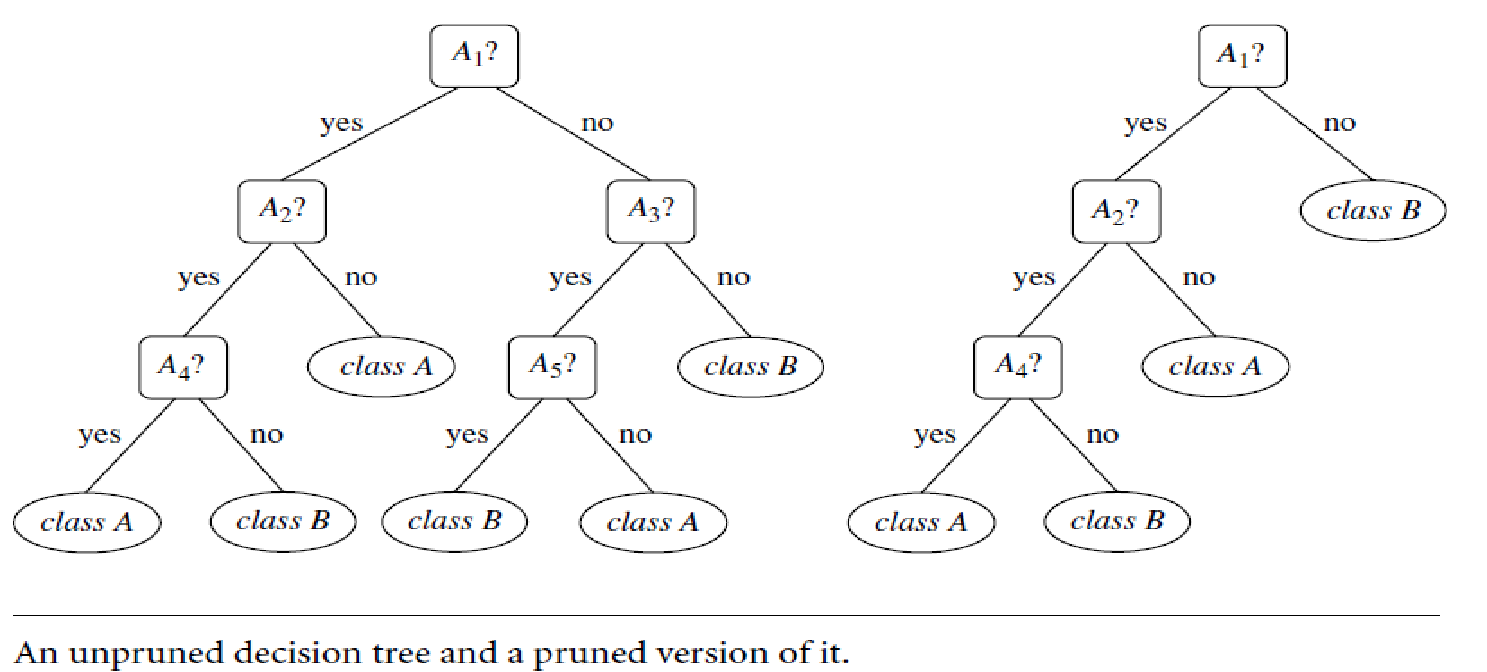 A₁? A₁?
yes no yes no
A₂? A₃? A₂? class B
yes no yes no yes no
A₄? class A A₅? class B A₄? class A
yes no yes no yes no
class A class B class B class A class A class B
An unpruned decision tree and a pruned version of it.